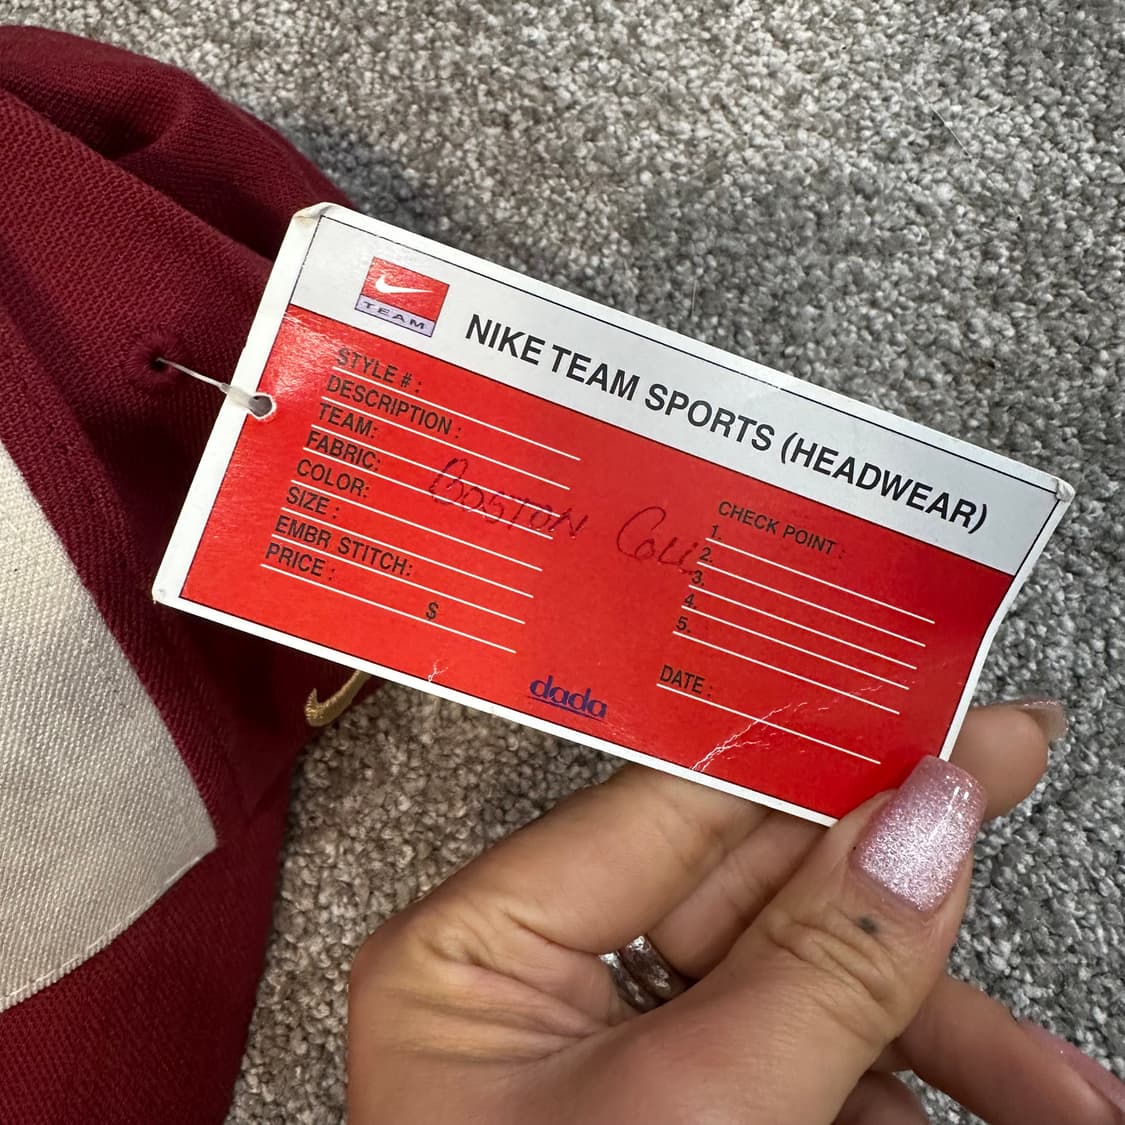 TEAM
NIKE TEAM SPORTS (HEADWEAR)
STYLE # :
DESCRIPTION :
TEAM:
FABRIC:
COLOR:
SIZE :
EMBR STITCH:
PRICE :
$
BOSTON COLL
CHECK POINT :
1.
2.
3.
4.
5.
DATE :
dada